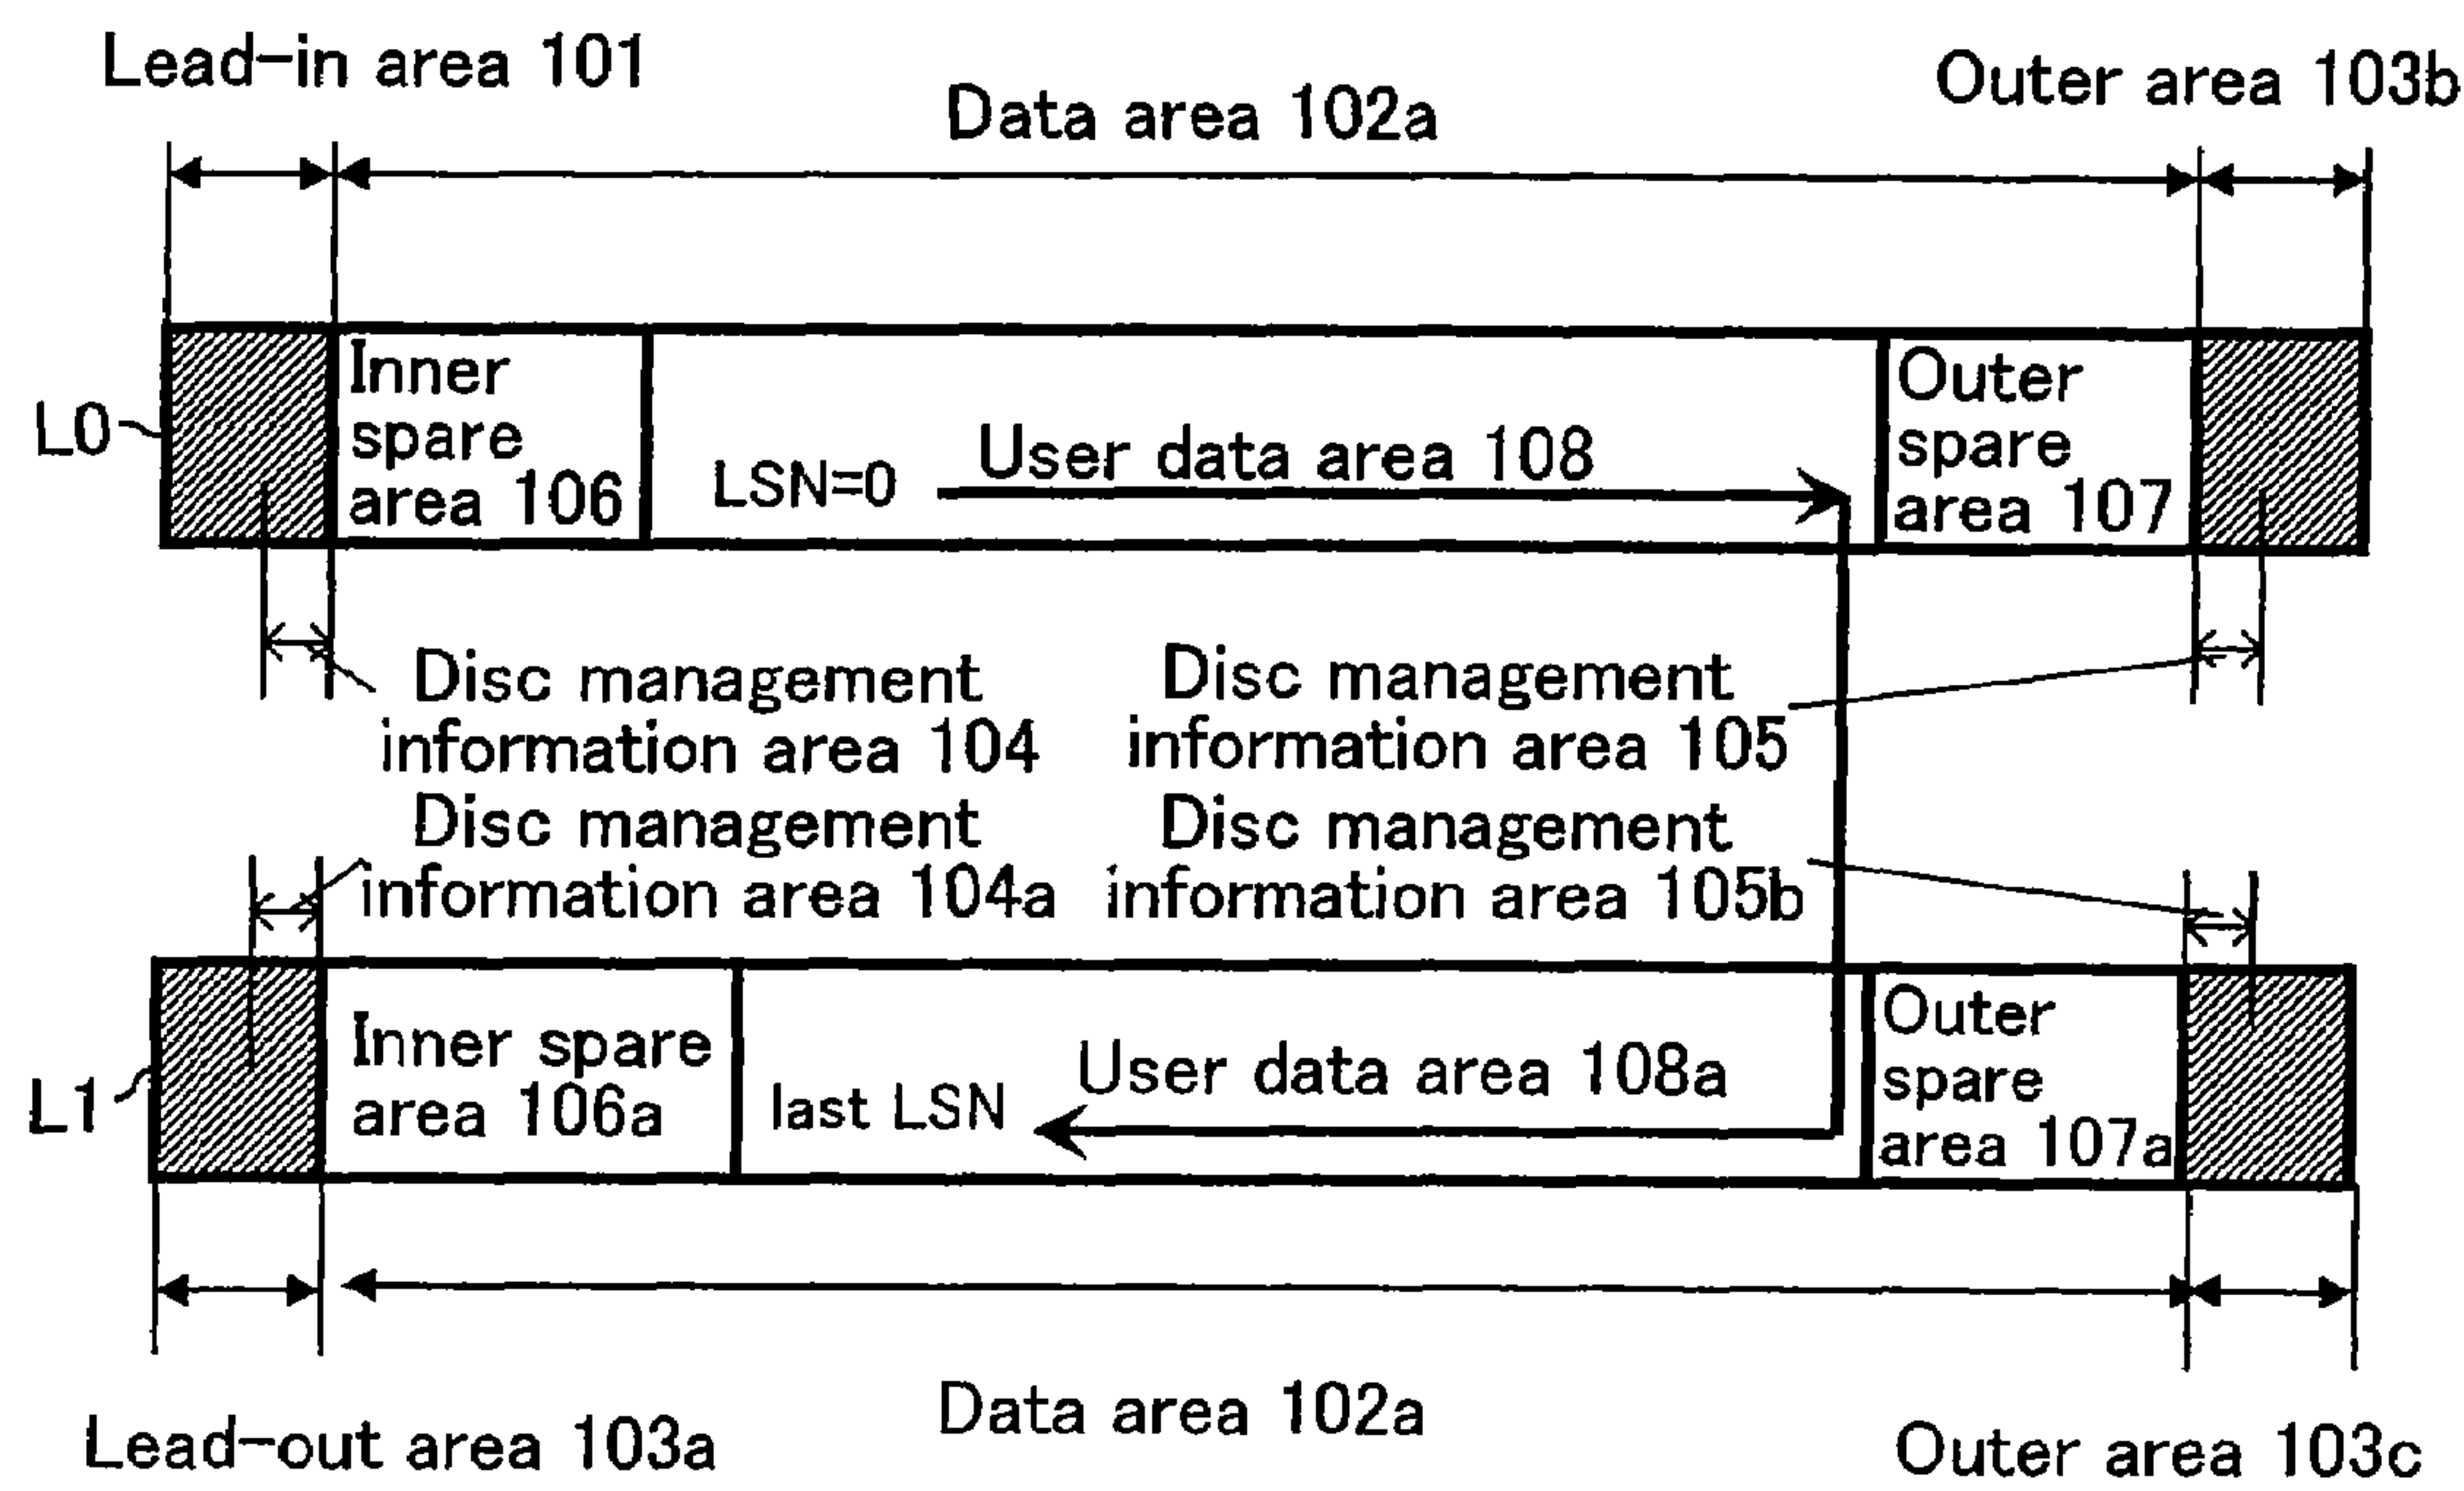 Lead-in area 101
Data area 102a
Outer area 103b
L0
Inner
spare
area 106
LSN=0
User data area 108
Outer
spare
area 107
Disc management
information area 104
Disc management
information area 105
Disc management
information area 104a
Disc management
information area 105b
L1
Inner spare
area 106a
last LSN
User data area 108a
Outer
spare
area 107a
Lead-out area 103a
Data area 102a
Outer area 103c